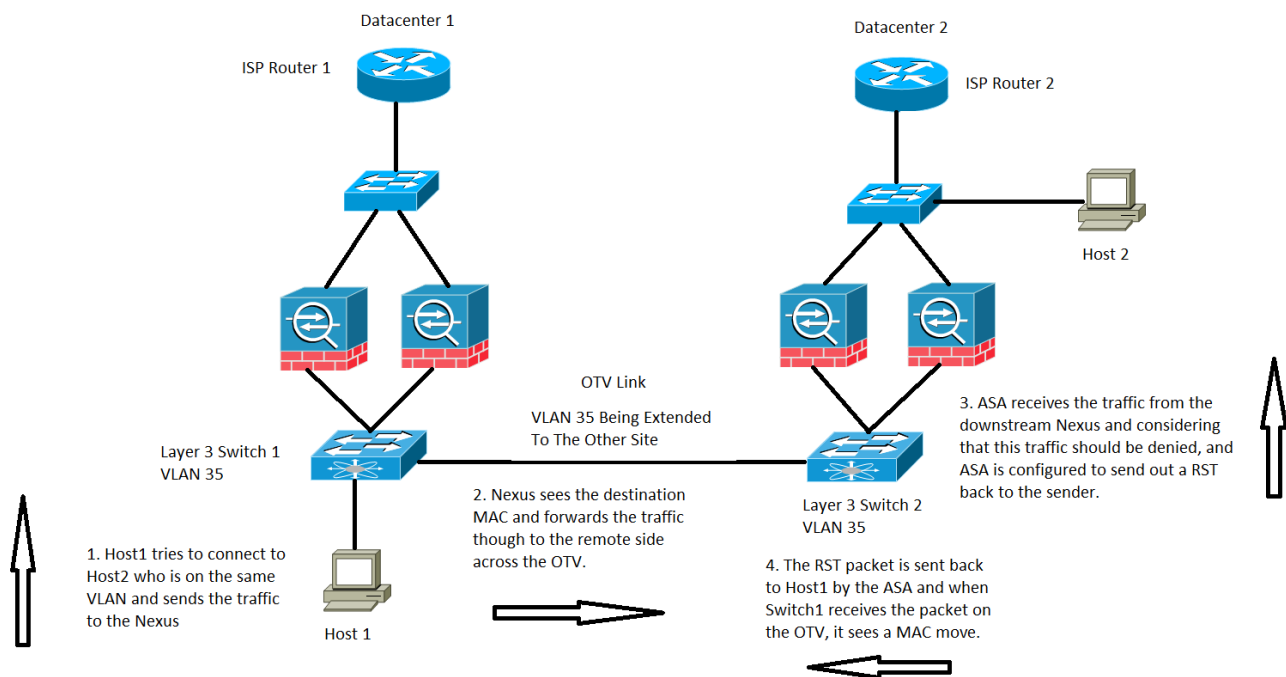 Datacenter 1
Datacenter 2
ISP Router 1
ISP Router 2
Host 2
OTV Link
VLAN 35 Being Extended
To The Other Site
Layer 3 Switch 1
VLAN 35
Layer 3 Switch 2
VLAN 35
1. Host1 tries to connect to
Host2 who is on the same
VLAN and sends the traffic
to the Nexus
Host 1
2. Nexus sees the destination
MAC and forwards the traffic
though to the remote side
across the OTV.
3. ASA receives the traffic from the
downstream Nexus and considering
that this traffic should be denied, and
ASA is configured to send out a RST
back to the sender.
4. The RST packet is sent back
to Host1 by the ASA and when
Switch1 receives the packet on
the OTV, it sees a MAC move.